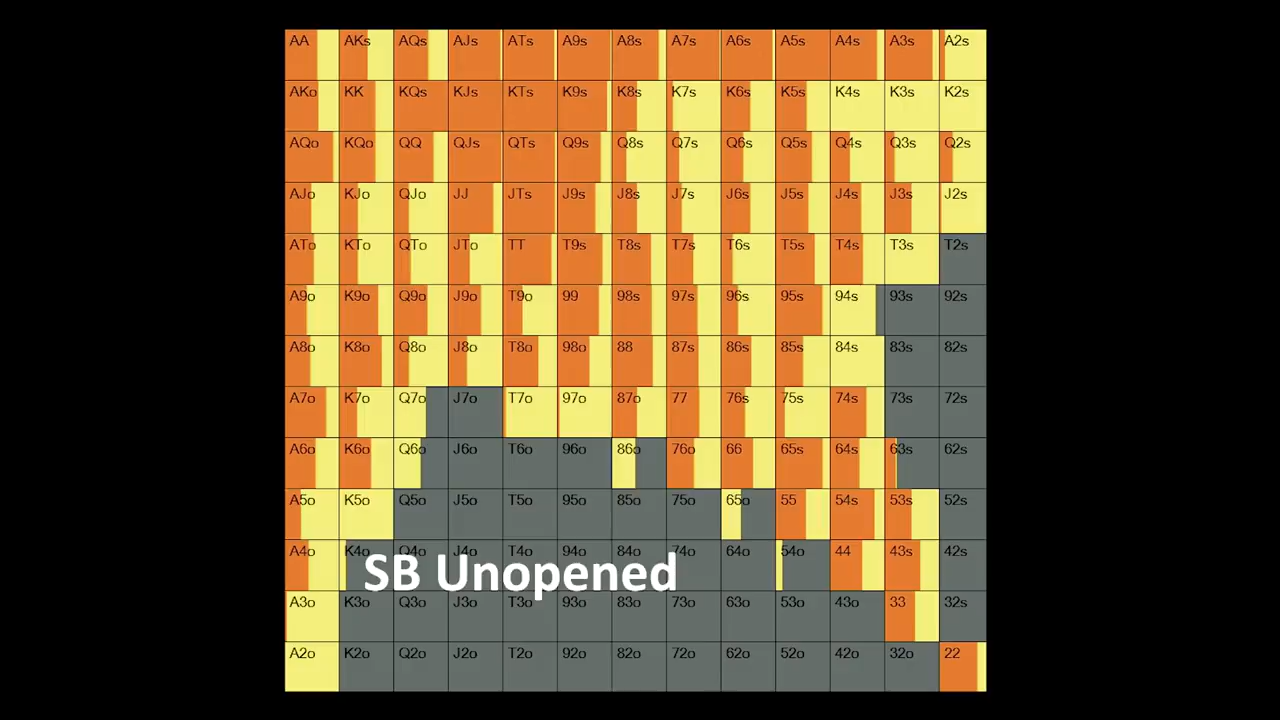 AA AKs AQs AJs ATs A9s A8s A7s A6s A5s A4s A3s A2s
AKo KK KQs KJs KTs K9s K8s K7s K6s K5s K4s K3s K2s
AQo KQo QQ QJs QTs Q9s Q8s Q7s Q6s Q5s Q4s Q3s Q2s
AJo KJo QJo JJ JTs J9s J8s J7s J6s J5s J4s J3s J2s
ATo KTo QTo JTo TT T9s T8s T7s T6s T5s T4s T3s T2s
A9o K9o Q9o J9o T9o 99 98s 97s 96s 95s 94s 93s 92s
A8o K8o Q8o J8o T8o 98o 88 87s 86s 85s 84s 83s 82s
A7o K7o Q7o J7o T7o 97o 87o 77 76s 75s 74s 73s 72s
A6o K6o Q6o J6o T6o 96o 86o 76o 66 65s 64s 63s 62s
A5o K5o Q5o J5o T5o 95o 85o 75o 65o 55 54s 53s 52s
A4o K4o Q4o J4o T4o 94o 84o 74o 64o 54o 44 43s 42s
SB Unopened
A3o K3o Q3o J3o T3o 93o 83o 73o 63o 53o 43o 33 32s
A2o K2o Q2o J2o T2o 92o 82o 72o 62o 52o 42o 32o 22